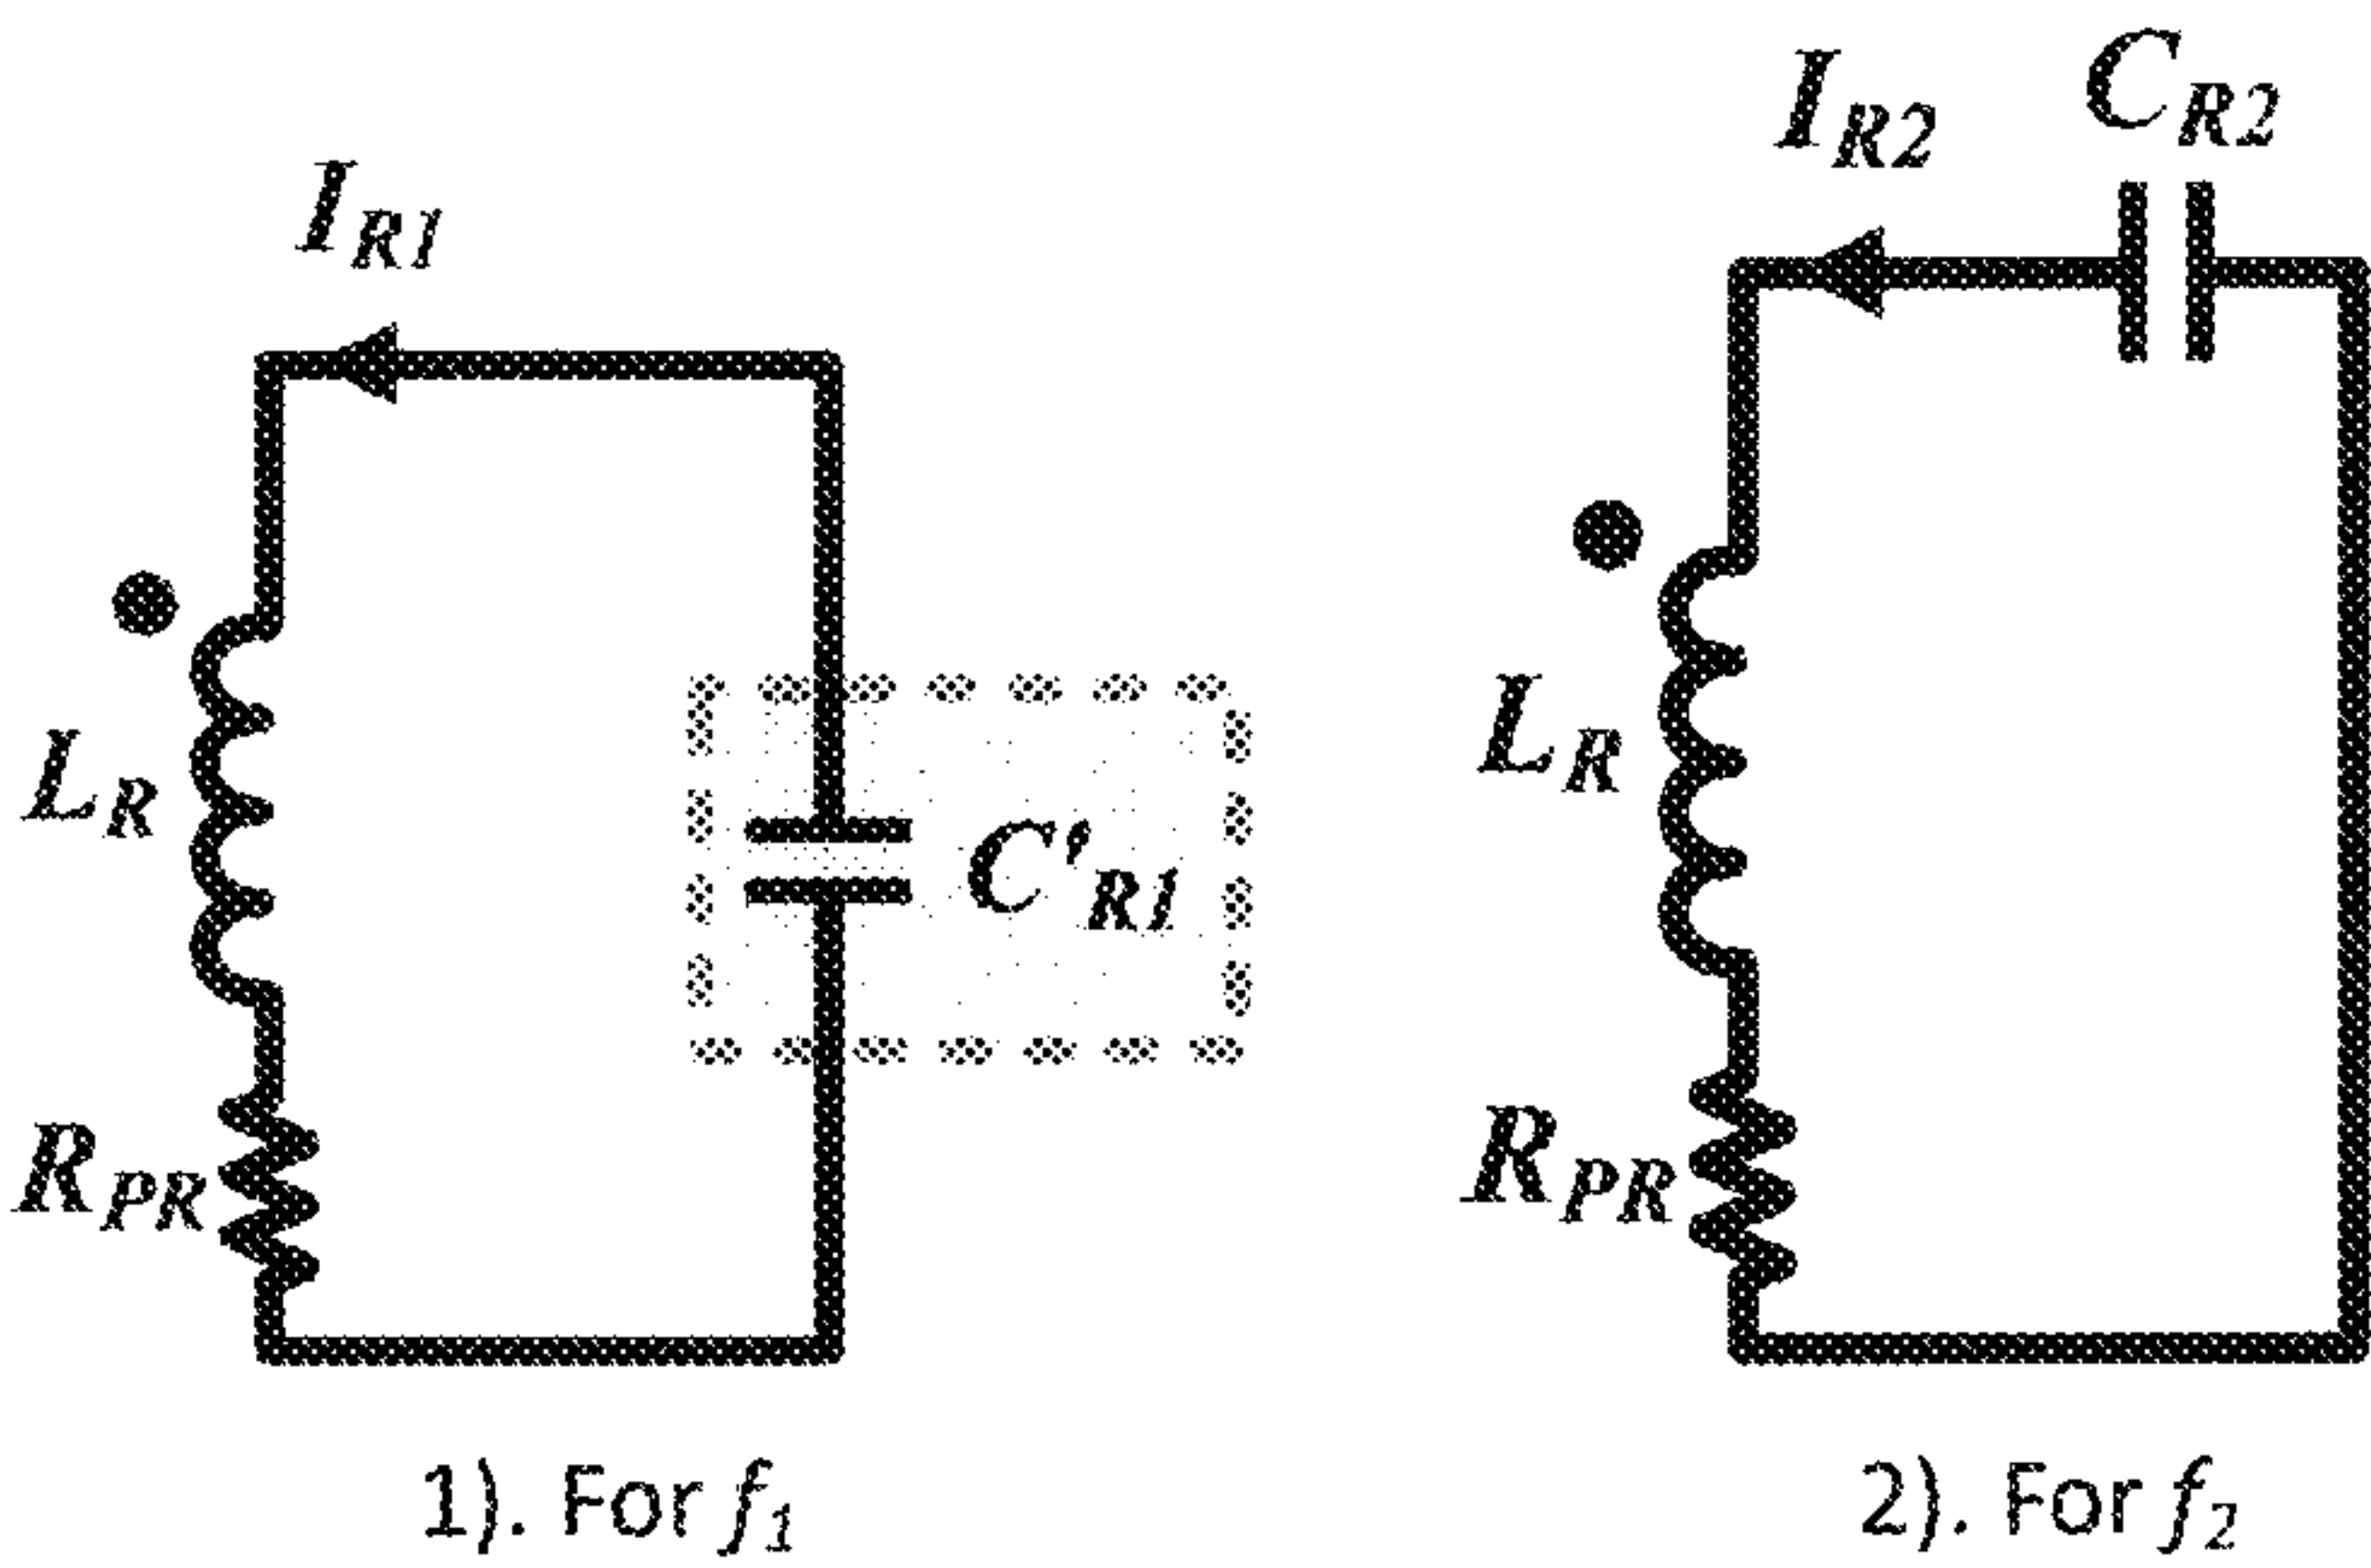 I_R1
L_R
C'_R1
R_PR
1). For f_1
I_R2 C_R2
L_R
R_PR
2). For f_2